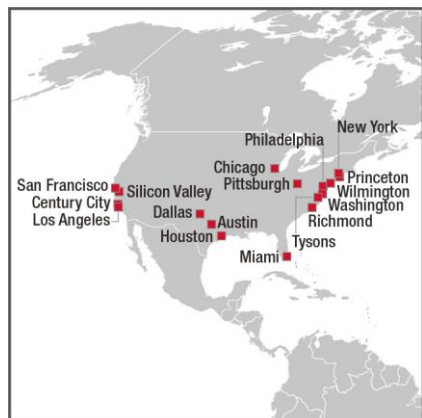 New York
Philadelphia
Chicago
Pittsburgh
Princeton
Wilmington
Washington
Richmond
San Francisco
Silicon Valley
Century City
Los Angeles
Dallas
Austin
Houston
Tysons
Miami